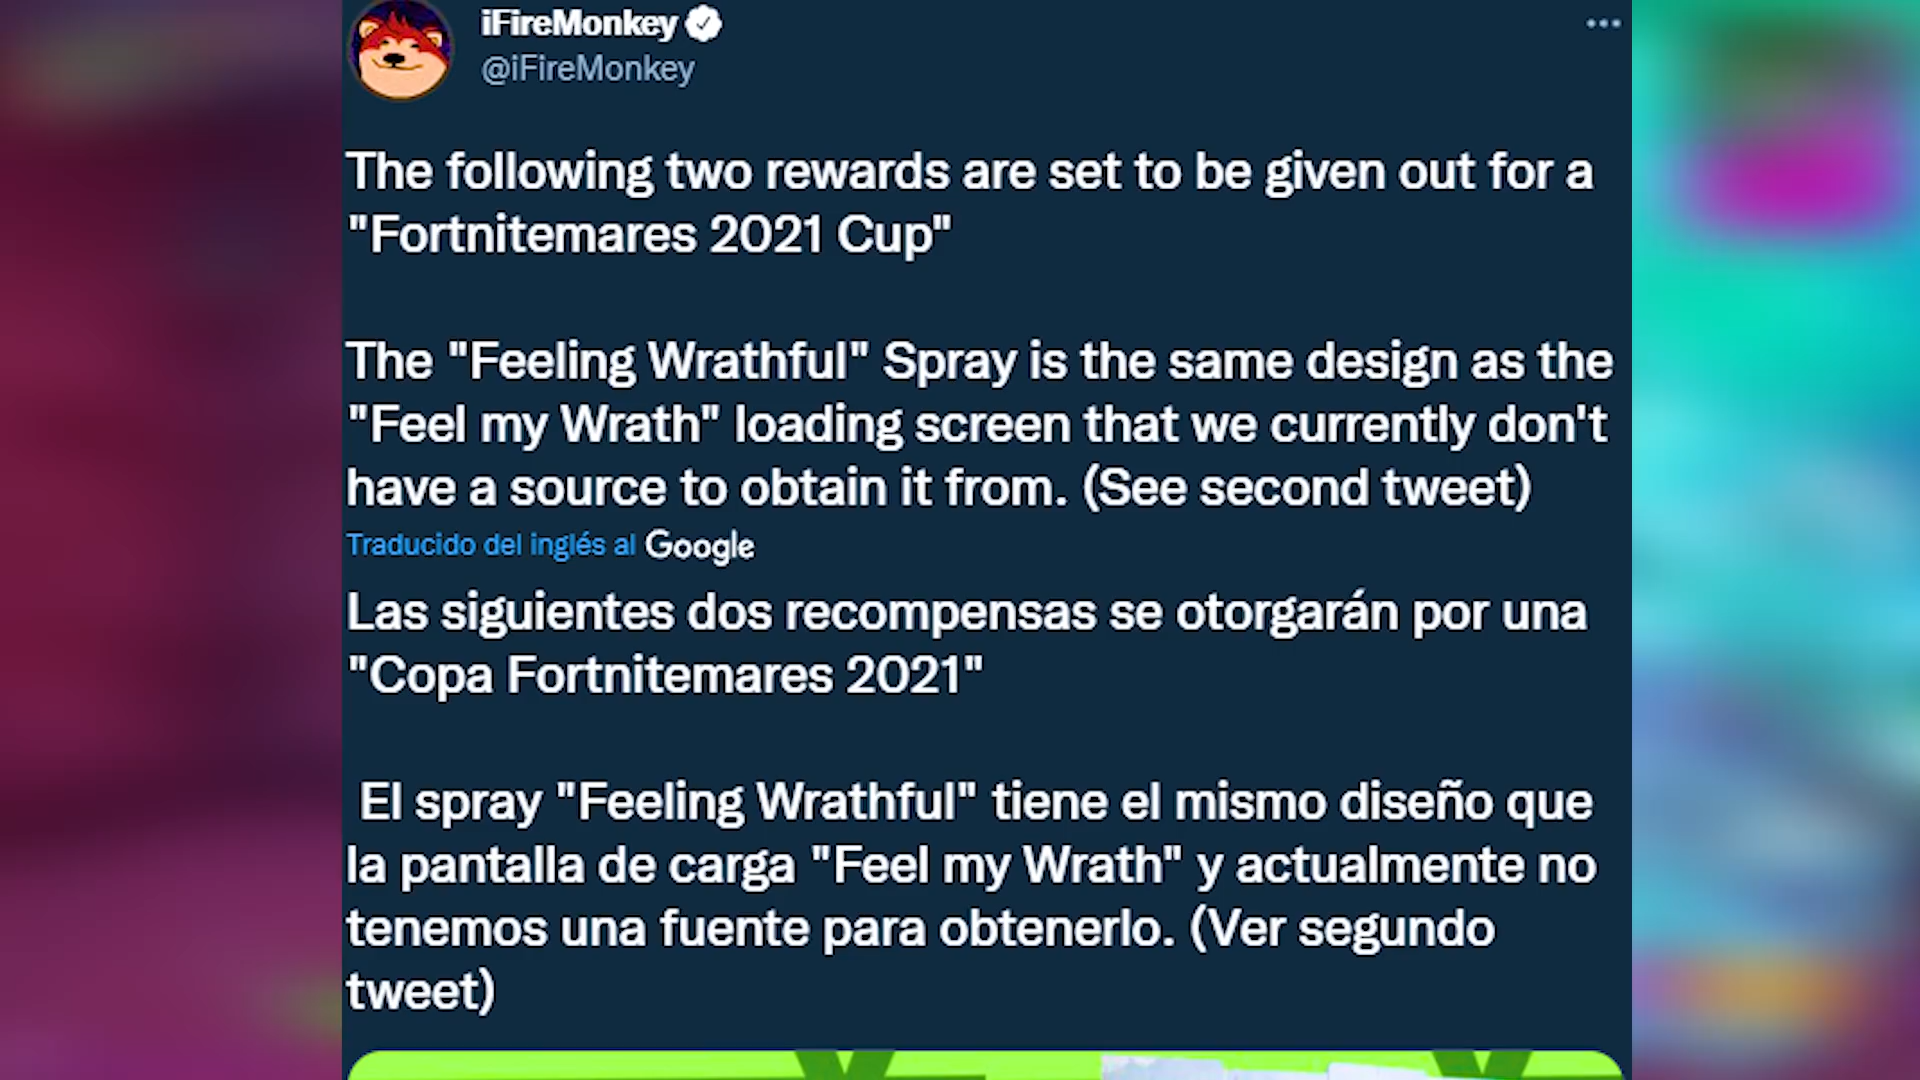 iFireMonkey
@iFireMonkey
The following two rewards are set to be given out for a
"Fortnitemares 2021 Cup"
The "Feeling Wrathful" Spray is the same design as the
"Feel my Wrath" loading screen that we currently don't
have a source to obtain it from. (See second tweet)
Traducido del inglés al Google
Las siguientes dos recompensas se otorgarán por una
"Copa Fortnitemares 2021"
El spray "Feeling Wrathful" tiene el mismo diseño que
la pantalla de carga "Feel my Wrath" y actualmente no
tenemos una fuente para obtenerlo. (Ver segundo
tweet)